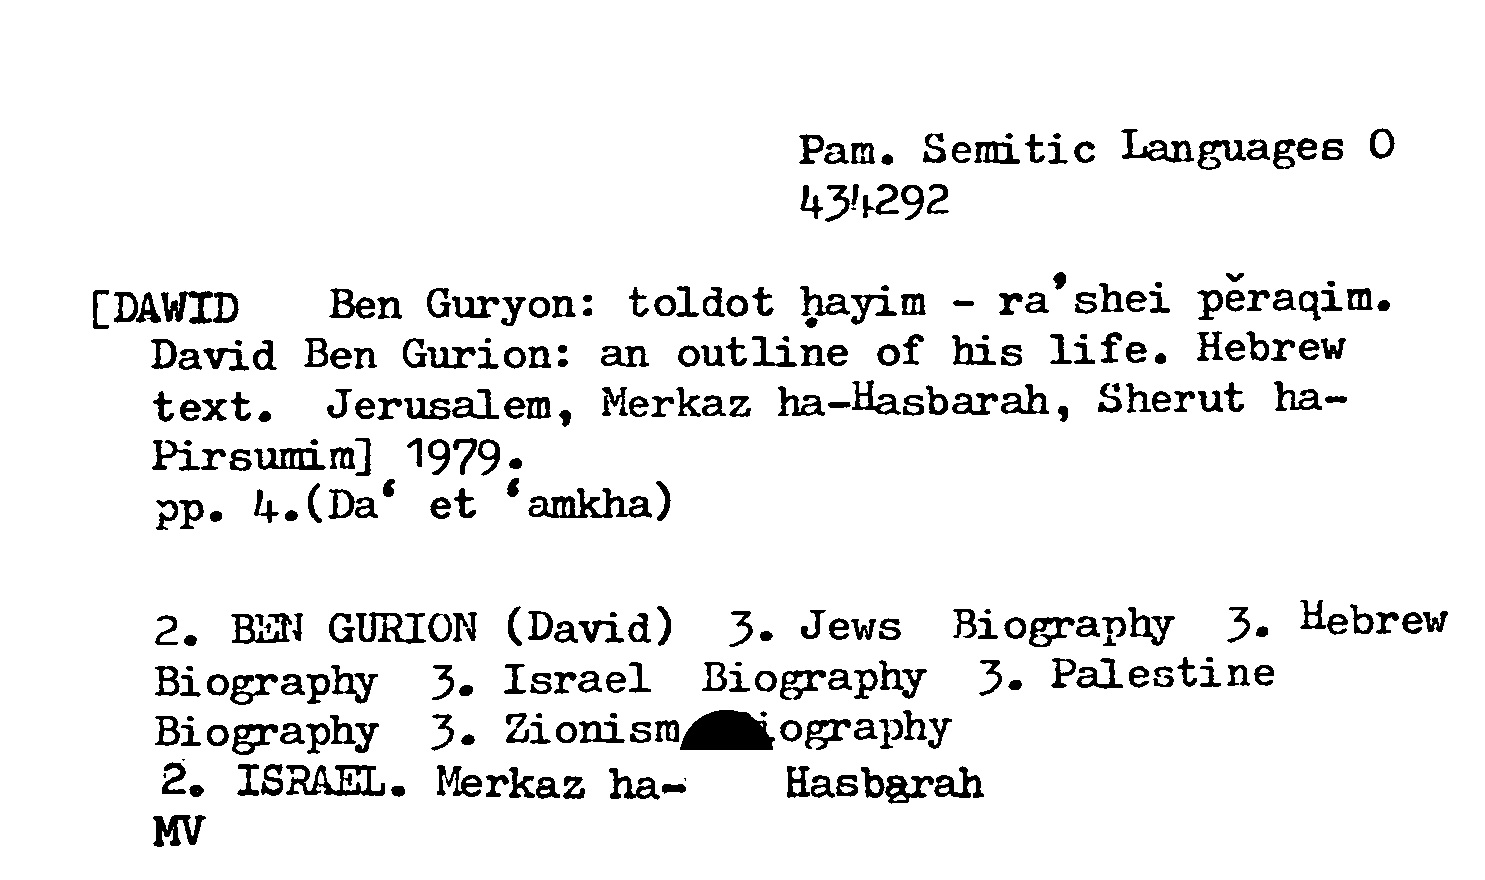 Pam. Semitic Languages O
434292
[DAWID Ben Guryon: toldot ḥayim - ra’shei pĕraqim.
David Ben Gurion: an outline of his life. Hebrew
text. Jerusalem, Merkaz ha-Hasbarah, Sherut ha-
Pirsumim] 1979.
pp. 4.(Da‘ et ‘amkha)
2. BEN GURION (David) 3. Jews Biography 3. Hebrew
Biography 3. Israel Biography 3. Palestine
Biography 3. Zionism Biography
2. ISRAEL. Merkaz ha- Hasbarah
MV